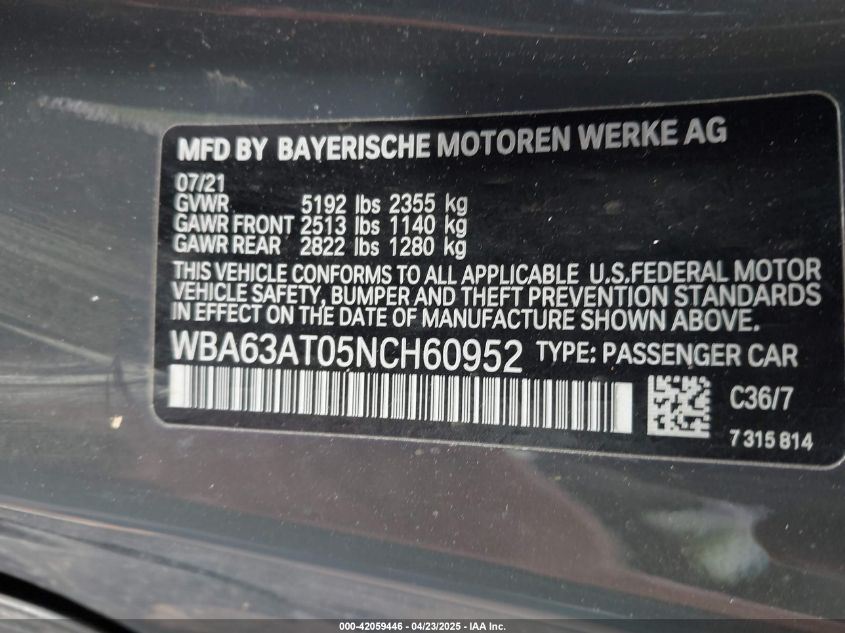 MFD BY BAYERISCHE MOTOREN WERKE AG
07/21
GVWR 5192 lbs 2355 kg
GAWR FRONT 2513 lbs 1140 kg
GAWR REAR 2822 lbs 1280 kg
THIS VEHICLE CONFORMS TO ALL APPLICABLE U.S.FEDERAL MOTOR
VEHICLE SAFETY, BUMPER AND THEFT PREVENTION STANDARDS
IN EFFECT ON THE DATE OF MANUFACTURE SHOWN ABOVE.
WBA63AT05NCH60952 TYPE: PASSENGER CAR
C36/7
7 315 814
000-42059446 - 04/23/2025 - IAA Inc.